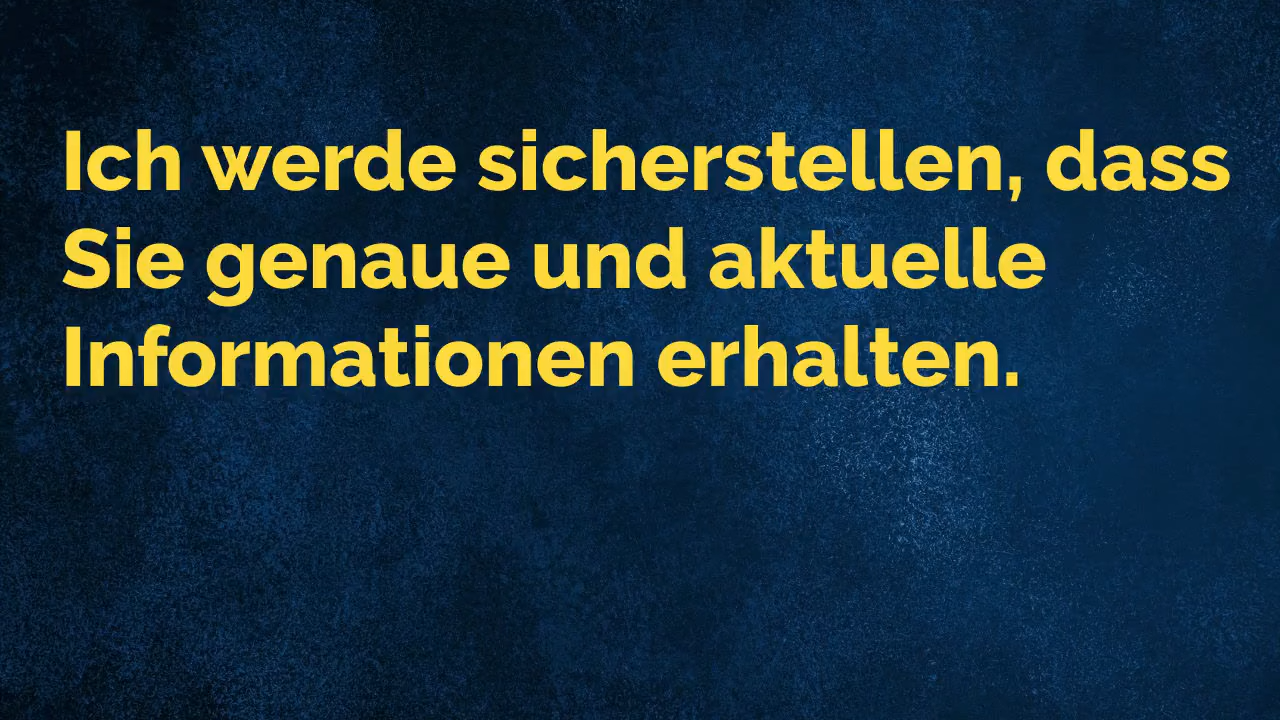 Ich werde sicherstellen, dass
Sie genaue und aktuelle
Informationen erhalten.